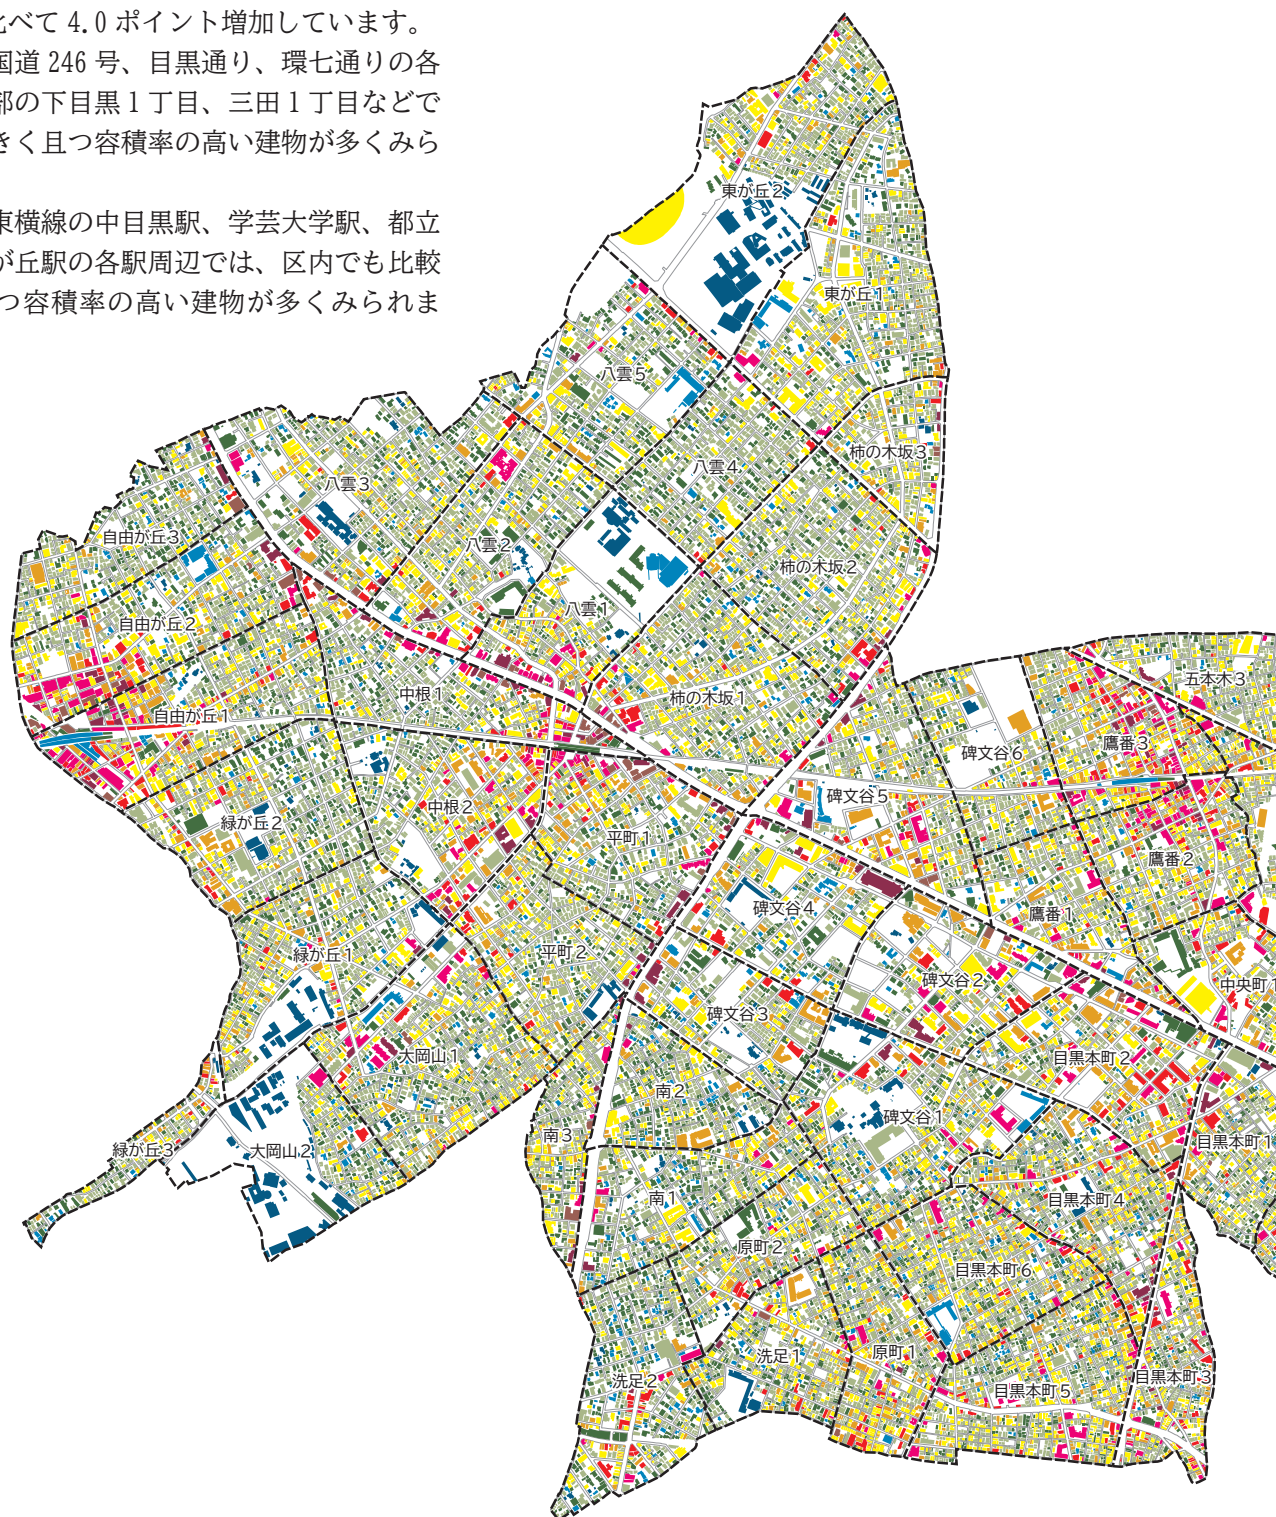 比べて 4.0 ポイント増加しています。
国道 246 号、目黒通り、環七通りの各
部の下目黒１丁目、三田１丁目などで
きく且つ容積率の高い建物が多くみら
東横線の中目黒駅、学芸大学駅、都立
が丘駅の各駅周辺では、区内でも比較
つ容積率の高い建物が多くみられま
東が丘２
東が丘１
八雲５
柿の木坂３
八雲４
八雲３
自由が丘３
八雲２
柿の木坂２
八雲１
自由が丘２
五本木３
中根１
柿の木坂１
自由が丘１
鷹番３
碑文谷６
碑文谷５
中根２
緑が丘２
平町１
鷹番２
碑文谷４
鷹番１
緑が丘１
平町２
碑文谷２
中央町１
碑文谷３
大岡山１
目黒本町２
南２
碑文谷１
南３
緑が丘３
大岡山２
目黒本町１
南１
目黒本町４
原町２
目黒本町６
洗足１
原町１
洗足２
目黒本町５
目黒本町３